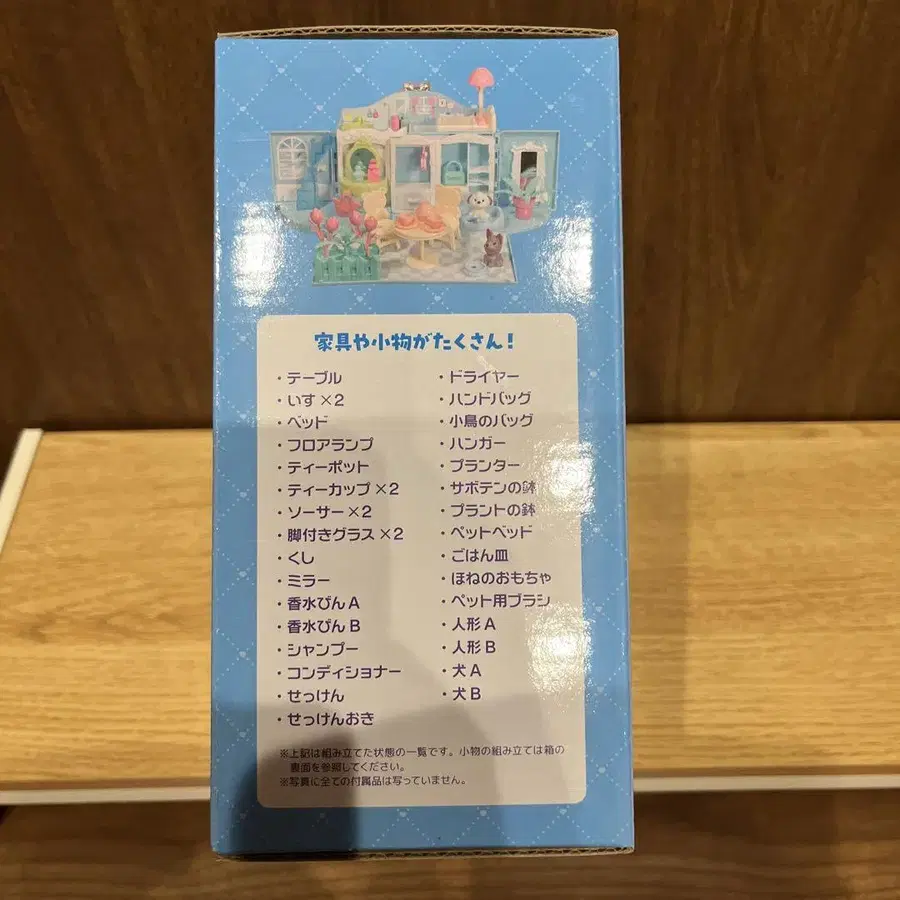 家具や小物がたくさん!
・テーブル
・いす×2
・ベッド
・フロアランプ
・ティーポット
・ティーカップ×2
・ソーサー×2
・脚付きグラス×2
・くし
・ミラー
・香水びんA
・香水びんB
・シャンプー
・コンディショナー
・せっけん
・せっけんおき
・ドライヤー
・ハンドバッグ
・小鳥のバッグ
・ハンガー
・プランター
・サボテンの鉢
・プラントの鉢
・ペットベッド
・ごはん皿
・ほねのおもちゃ
・ペット用ブラシ
・人形A
・人形B
・犬A
・犬B
※上記は組み立てた状態の一覧です。小物の組み立ては箱の
裏面を参照してください。
※写真に全ての付属品は写っていません。